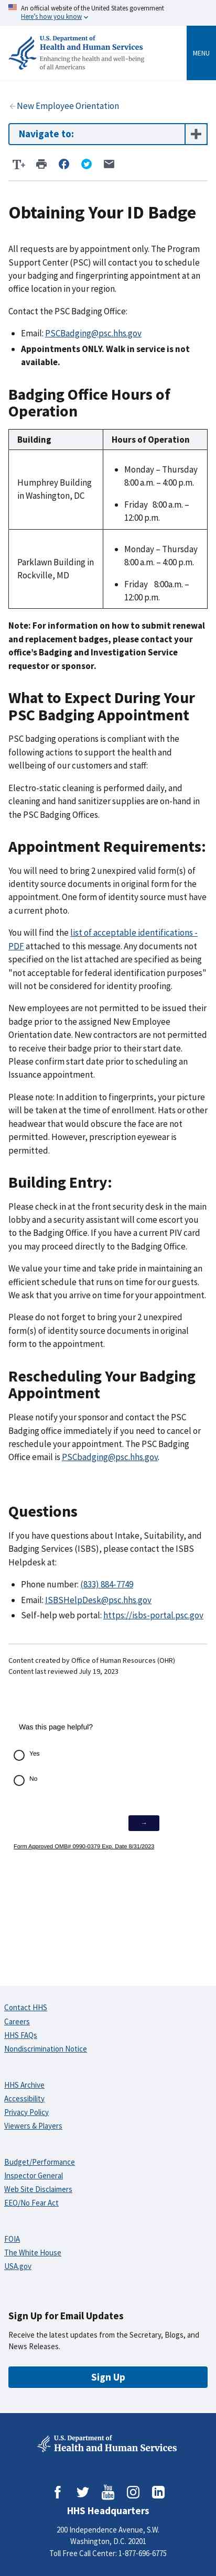 An official website of the United States government
Here's how you know
U.S. Department of
Health and Human Services
Enhancing the health and well-being
of all Americans
MENU
New Employee Orientation
Navigate to:
T+
Obtaining Your ID Badge
All requests are by appointment only. The Program
Support Center (PSC) will contact you to schedule
your badging and fingerprinting appointment at an
office location in your region.
Contact the PSC Badging Office:
Email: PSCBadging@psc.hhs.gov
Appointments ONLY. Walk in service is not
available.
Badging Office Hours of
Operation
Building
Hours of Operation
Humphrey Building
in Washington, DC
Monday – Thursday
8:00 a.m. – 4:00 p.m.
Friday 8:00 a.m. –
12:00 p.m.
Parklawn Building in
Rockville, MD
Monday – Thursday
8:00 a.m. – 4:00 p.m.
Friday 8:00a.m. –
12:00 p.m.
Note: For information on how to submit renewal
and replacement badges, please contact your
office's Badging and Investigation Service
requestor or sponsor.
What to Expect During Your
PSC Badging Appointment
PSC badging operations is compliant with the
following actions to support the health and
wellbeing of our customers and staff:
Electro-static cleaning is performed daily, and
cleaning and hand sanitizer supplies are on-hand in
PSC Badging Offices.
Appointment Requirements:
You will need to bring 2 unexpired valid form(s) of
identity source documents in original form for the
appointment. One form of identity source must have
a current photo.
You will find the list of acceptable identifications -
PDF attached to this message. Any documents not
specified on the list attached or specified as being
"not acceptable for federal identification purposes"
will not be considered for identity proofing.
New employees are not permitted to be issued their
badge prior to the assigned New Employee
Orientation date. New contractors are not permitted
to receive their badge prior to their start date.
Please confirm your start date prior to issuance
during your scheduled appointment.
Please note: In addition to fingerprints, your picture
will be taken at the time of enrollment. Hats or other
headwear that would obscure the face are not
permitted. However, prescription eyewear is
permitted.
Building Entry:
Please check in at the front security desk in the
lobby and a security assistant will come escort you
to the Badging Office. If you have a current PIV card
you may proceed directly to the Badging Office.
We value your time and take pride in maintaining an
efficient schedule that runs on time for our guests.
We ask that you arrive on time for your appointment.
Please do not forget to bring your 2 unexpired
form(s) of identity source documents in original
form to the appointment.
Rescheduling Your Badging
Appointment
Please notify your sponsor and contact the PSC
Badging office immediately if you need to cancel or
reschedule your appointment. The PSC Badging
Office email is PSCbadging@psc.hhs.gov.
Questions
If you have questions about Intake, Suitability, and
Badging Services (ISBS), please contact the ISBS
Helpdesk at:
Phone number: (833) 884-7749
Email: ISBSHelpDesk@psc.hhs.gov
Self-help web portal: https://isbs-portal.psc.gov
Content created by Office of Human Resources (OHR)
Content last reviewed July 19, 2023
Was this page helpful?
Yes
No
→
Form Approved OMB# 0990-0379 Exp. Date 8/31/2023
Contact HHS
Careers
HHS FAQs
Nondiscrimination Notice
HHS Archive
Accessibility
Privacy Policy
Viewers & Players
Budget/Performance
Inspector General
Web Site Disclaimers
EEO/No Fear Act
FOIA
The White House
USA.gov
Sign Up for Email Updates
Receive the latest updates from the Secretary, Blogs, and
News Releases.
Sign Up
U.S. Department of
Health and Human Services
You Tube
HHS Headquarters
200 Independence Avenue, S.W.
Washington, D.C. 20201
Toll Free Call Center: 1-877-696-6775